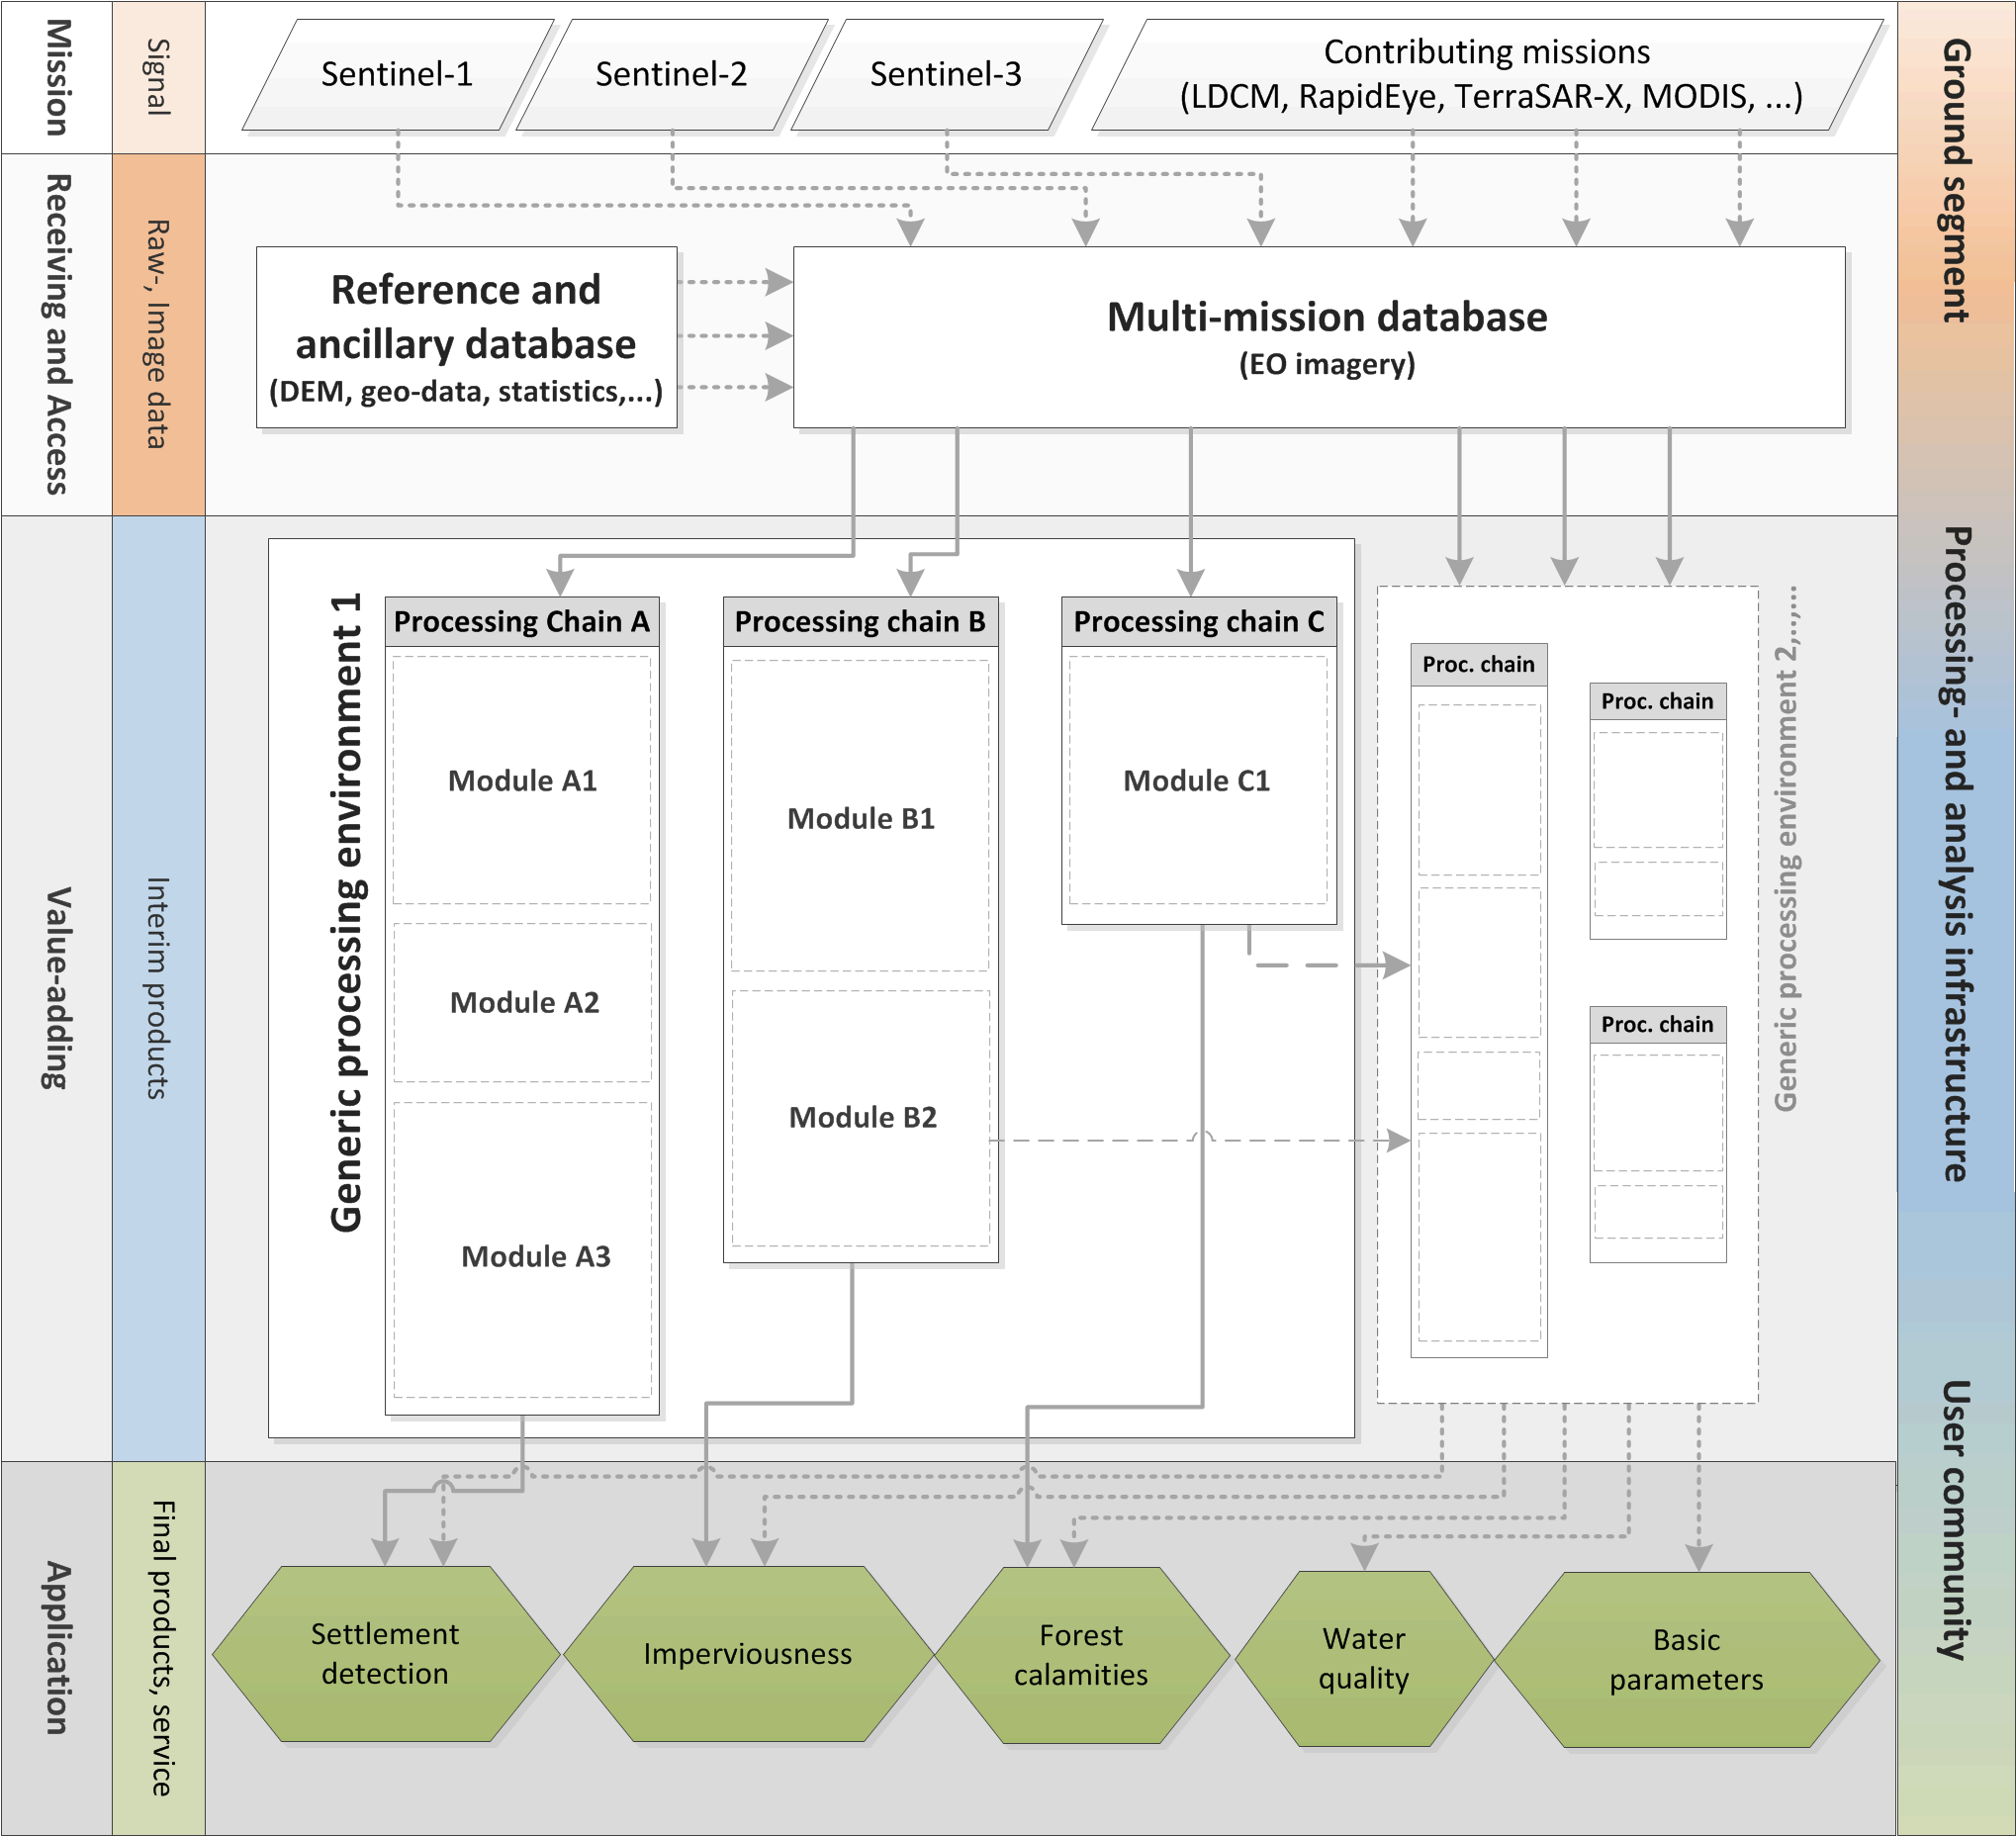 Mission
Signal
Sentinel-1
Sentinel-2
Sentinel-3
Contributing missions
(LDCM, RapidEye, TerraSAR-X, MODIS, ...)
Ground segment
Receiving and Access
Raw-, Image data
Reference and
ancillary database
(DEM, geo-data, statistics,...)
Multi-mission database
(EO imagery)
Value-adding
Interim products
Generic processing environment 1
Processing Chain A
Module A1
Module A2
Module A3
Processing chain B
Module B1
Module B2
Processing chain C
Module C1
Proc. chain
Proc. chain
Proc. chain
Generic processing environment 2,..,...
Processing- and analysis infrastructure
User community
Application
Final products, service
Settlement
detection
Imperviousness
Forest
calamities
Water
quality
Basic
parameters